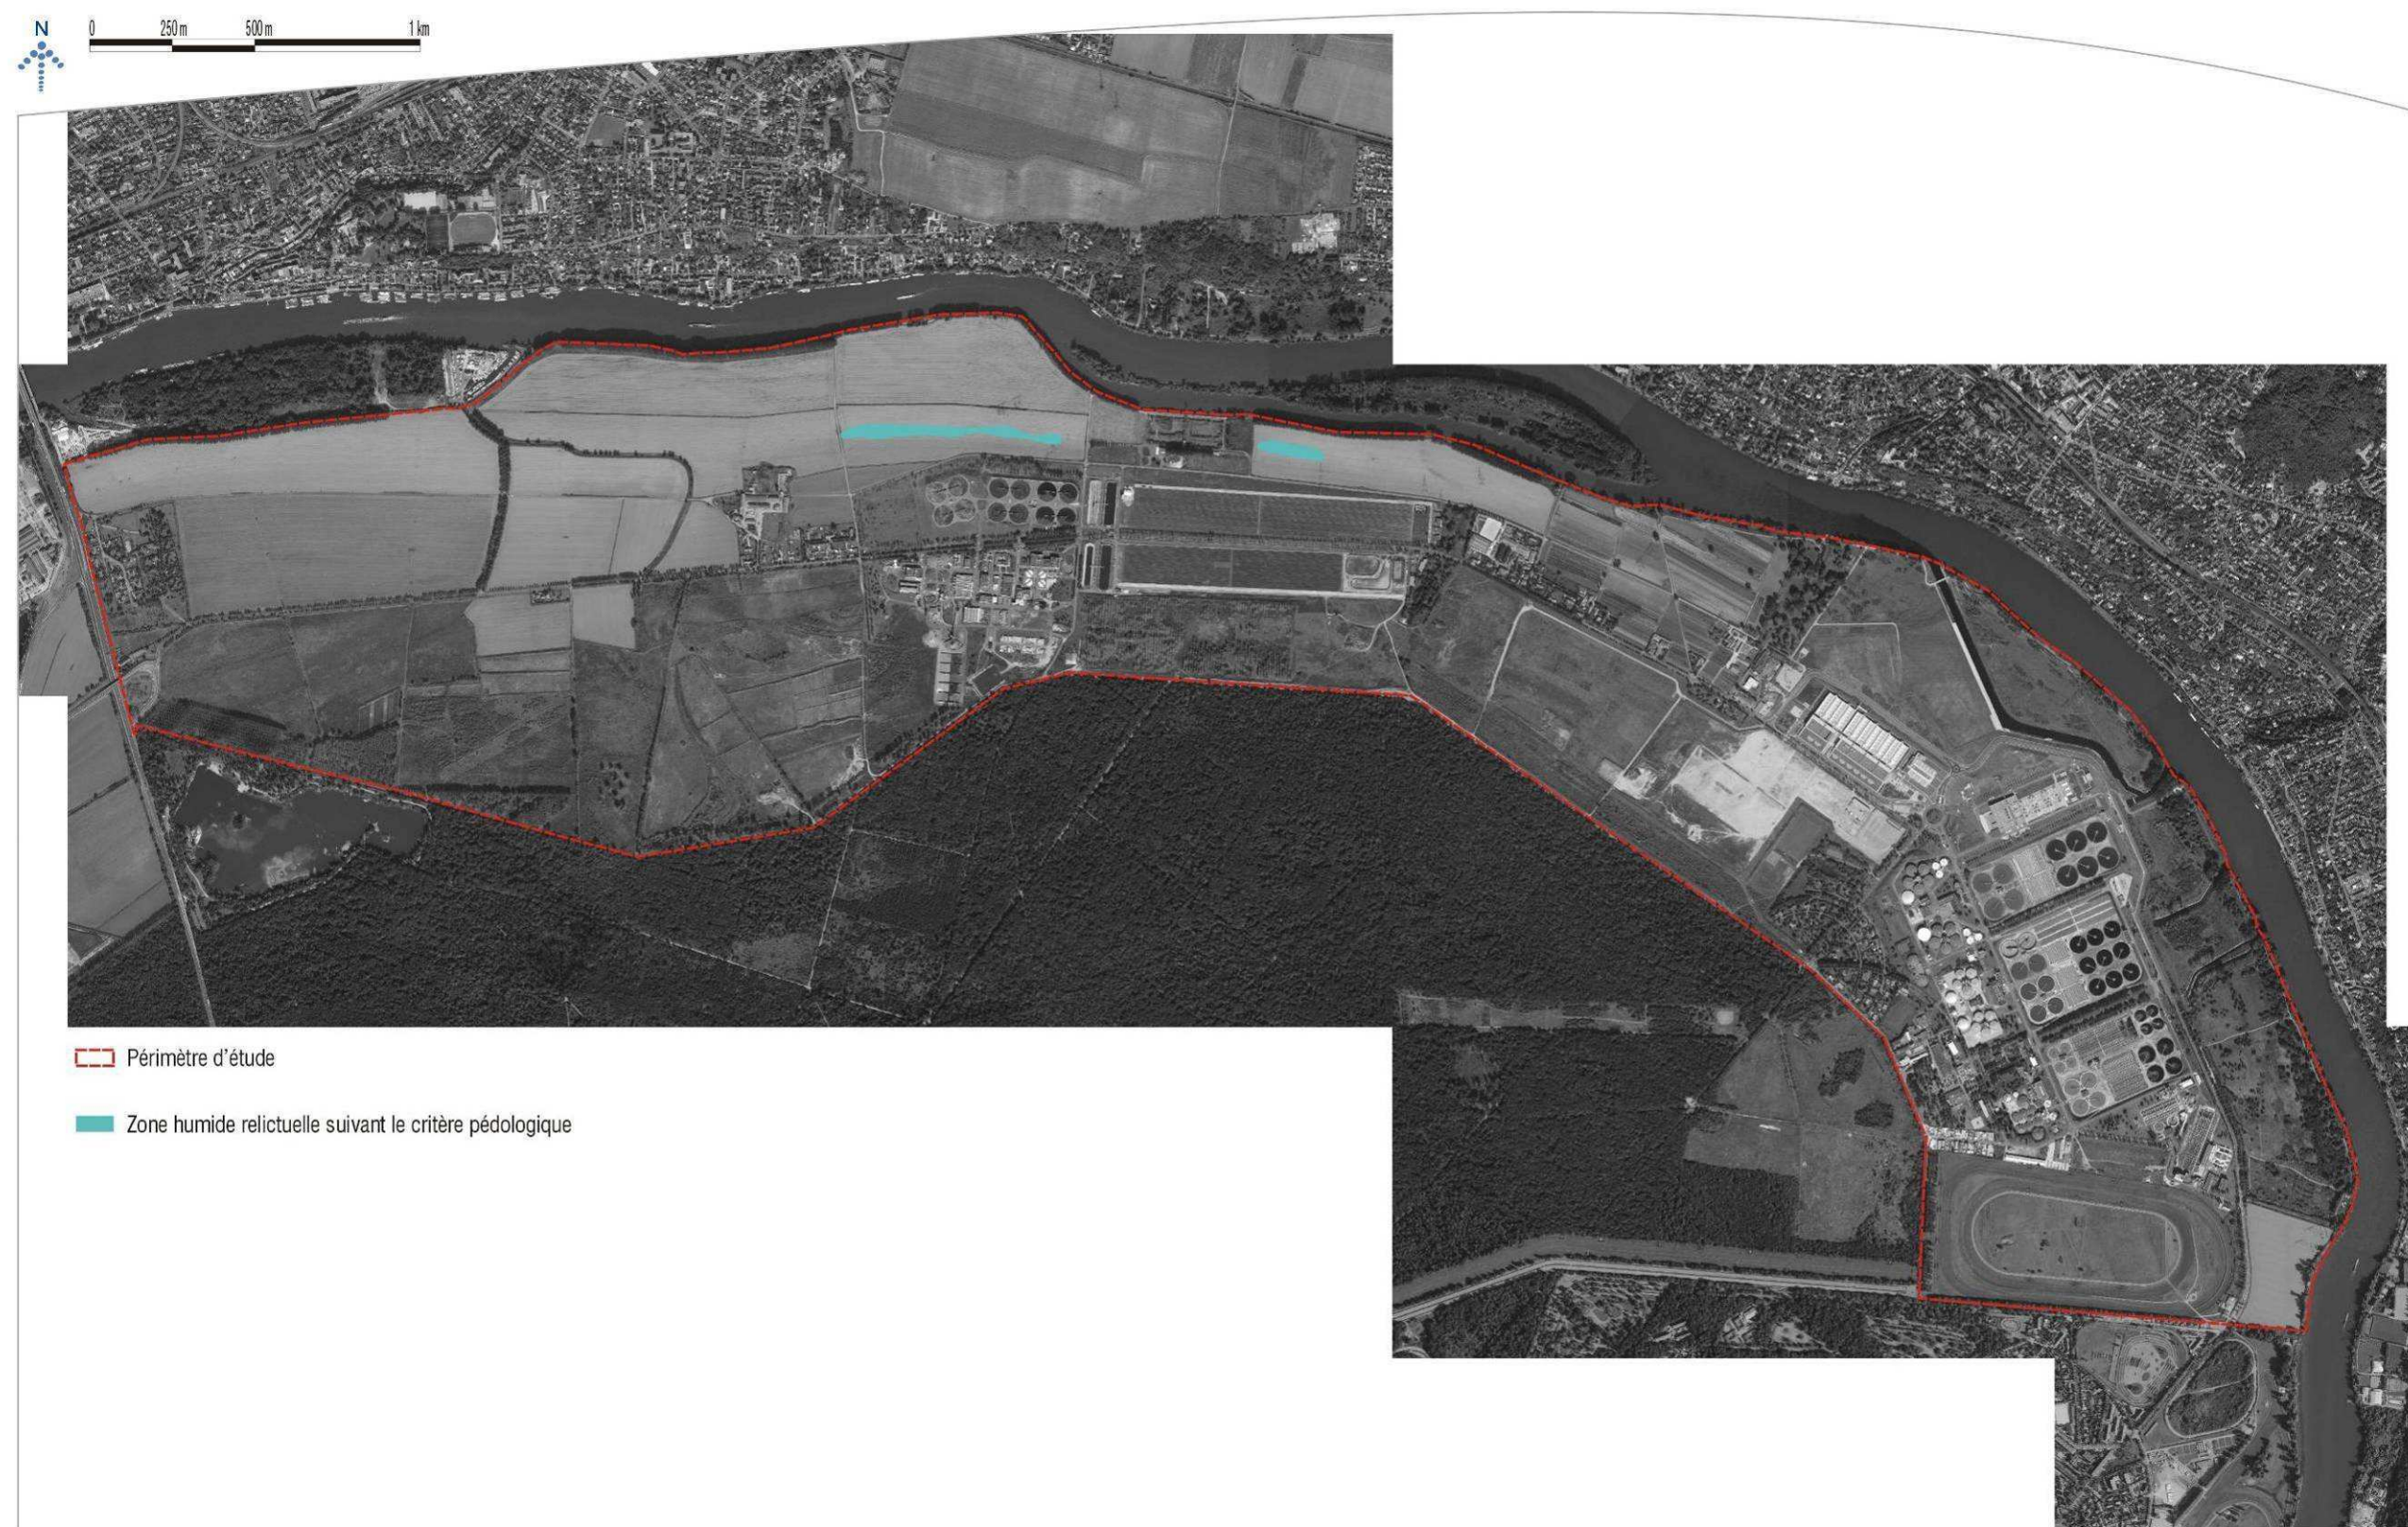 N
0 250 m 500 m 1 km
Périmètre d'étude
Zone humide relictuelle suivant le critère pédologique